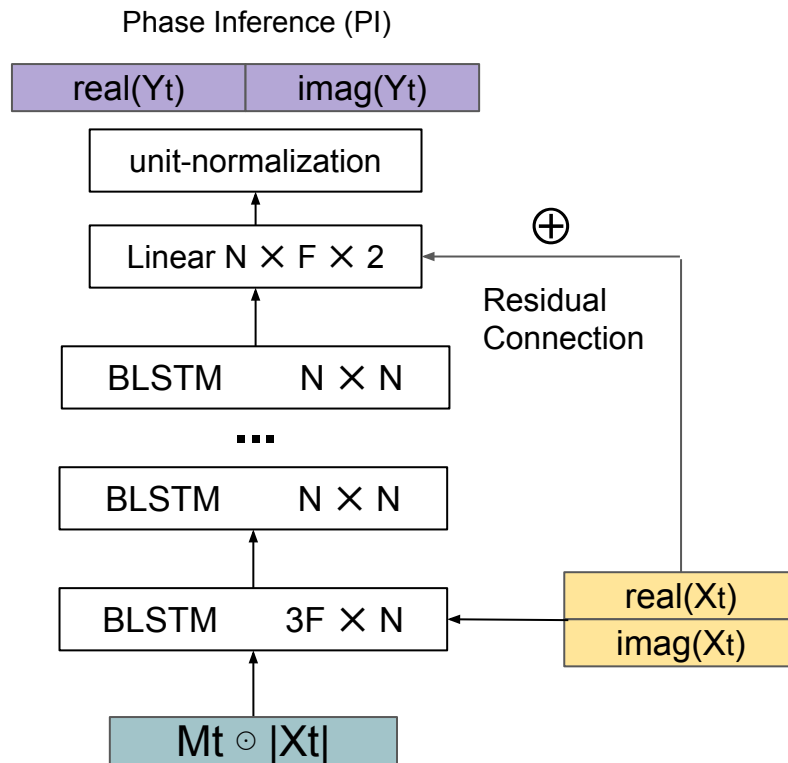 Phase Inference (PI)
real(Yt) imag(Yt)
unit-normalization
Linear N × F × 2
⊕
Residual
Connection
BLSTM N × N
...
BLSTM N × N
BLSTM 3F × N
real(Xt)
imag(Xt)
Mt ⊙ |Xt|